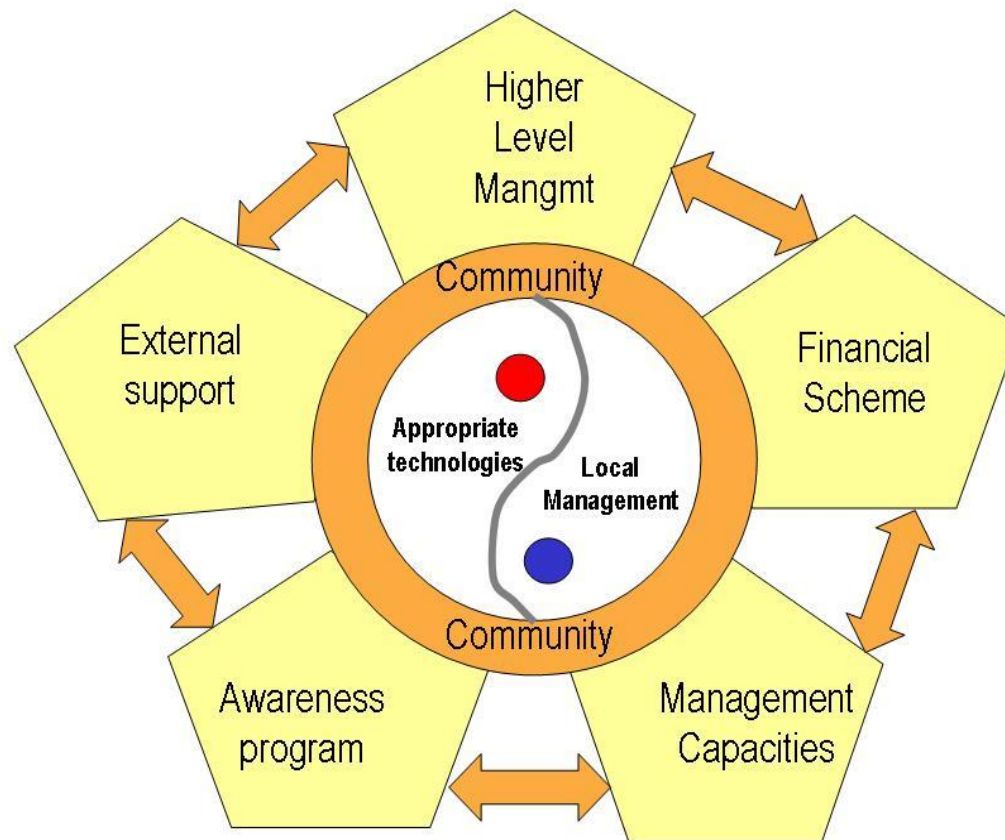 Higher
Level
Mangmt
Community
External
support
Financial
Scheme
Appropriate
technologies
Local
Management
Community
Awareness
program
Management
Capacities